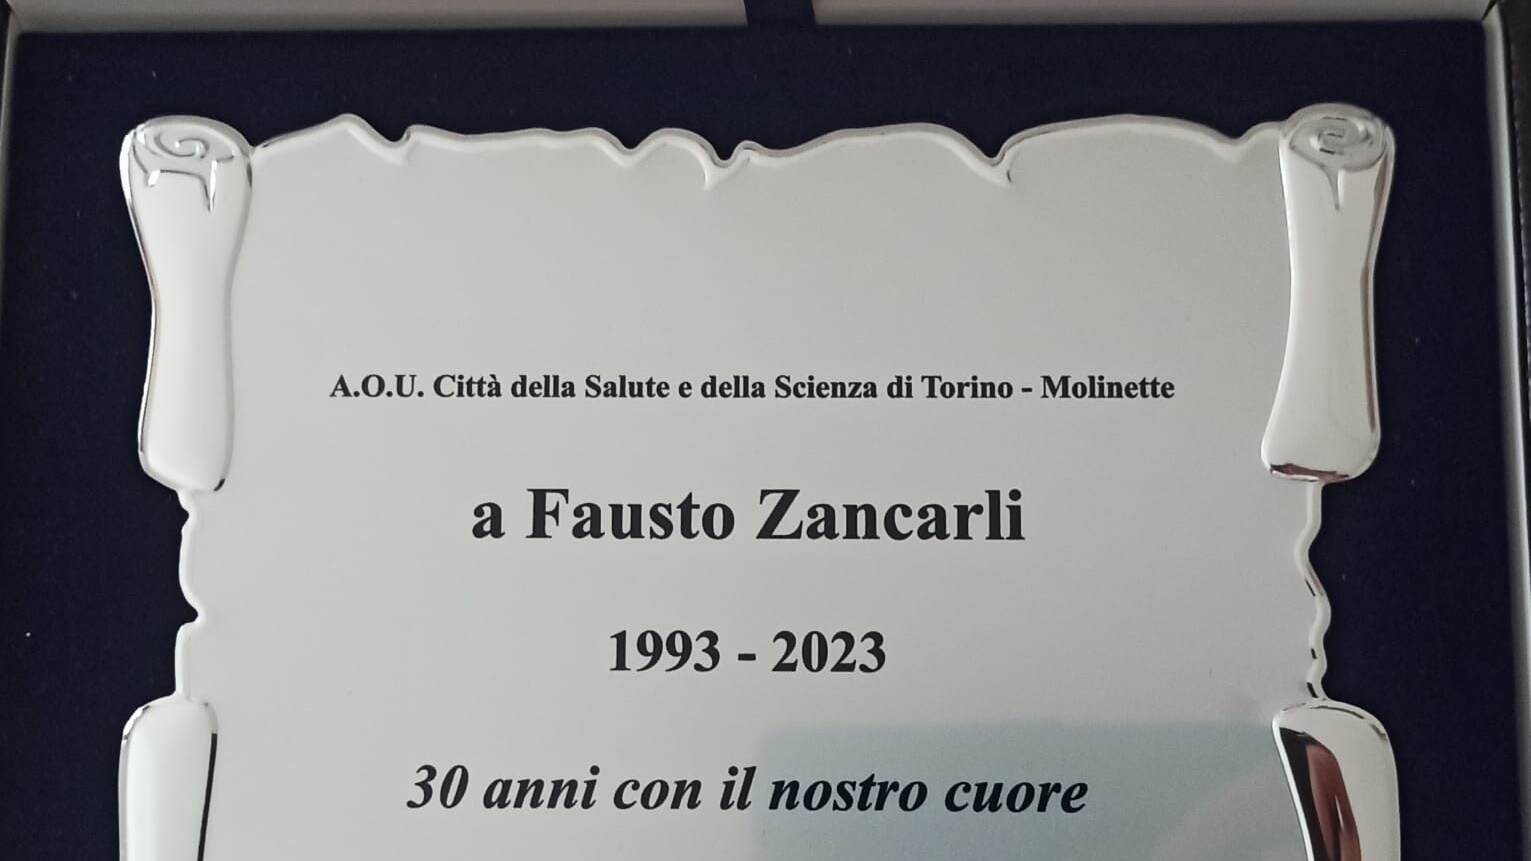 A.O.U. Città della Salute e della Scienza di Torino - Molinette
a Fausto Zancarli
1993 - 2023
30 anni con il nostro cuore